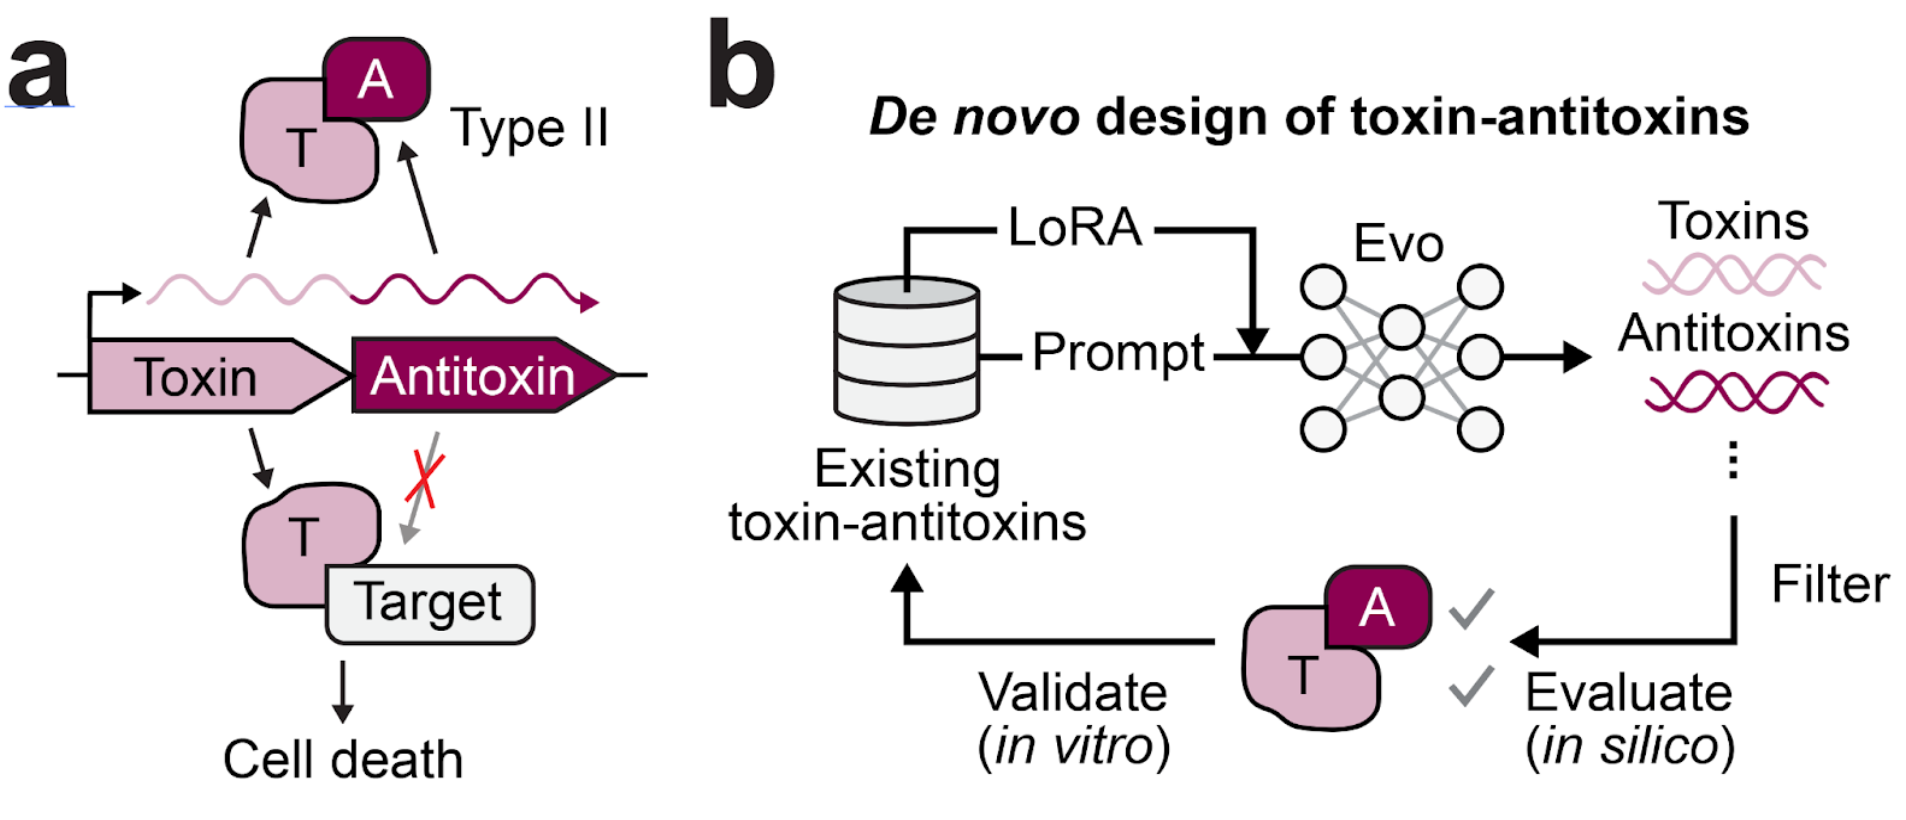 a
A
T
Type II
Toxin
Antitoxin
T
Target
Cell death
b
De novo design of toxin-antitoxins
LoRA
Prompt
Evo
Existing
toxin-antitoxins
Toxins
Antitoxins
Filter
Evaluate
(in silico)
A
T
Validate
(in vitro)